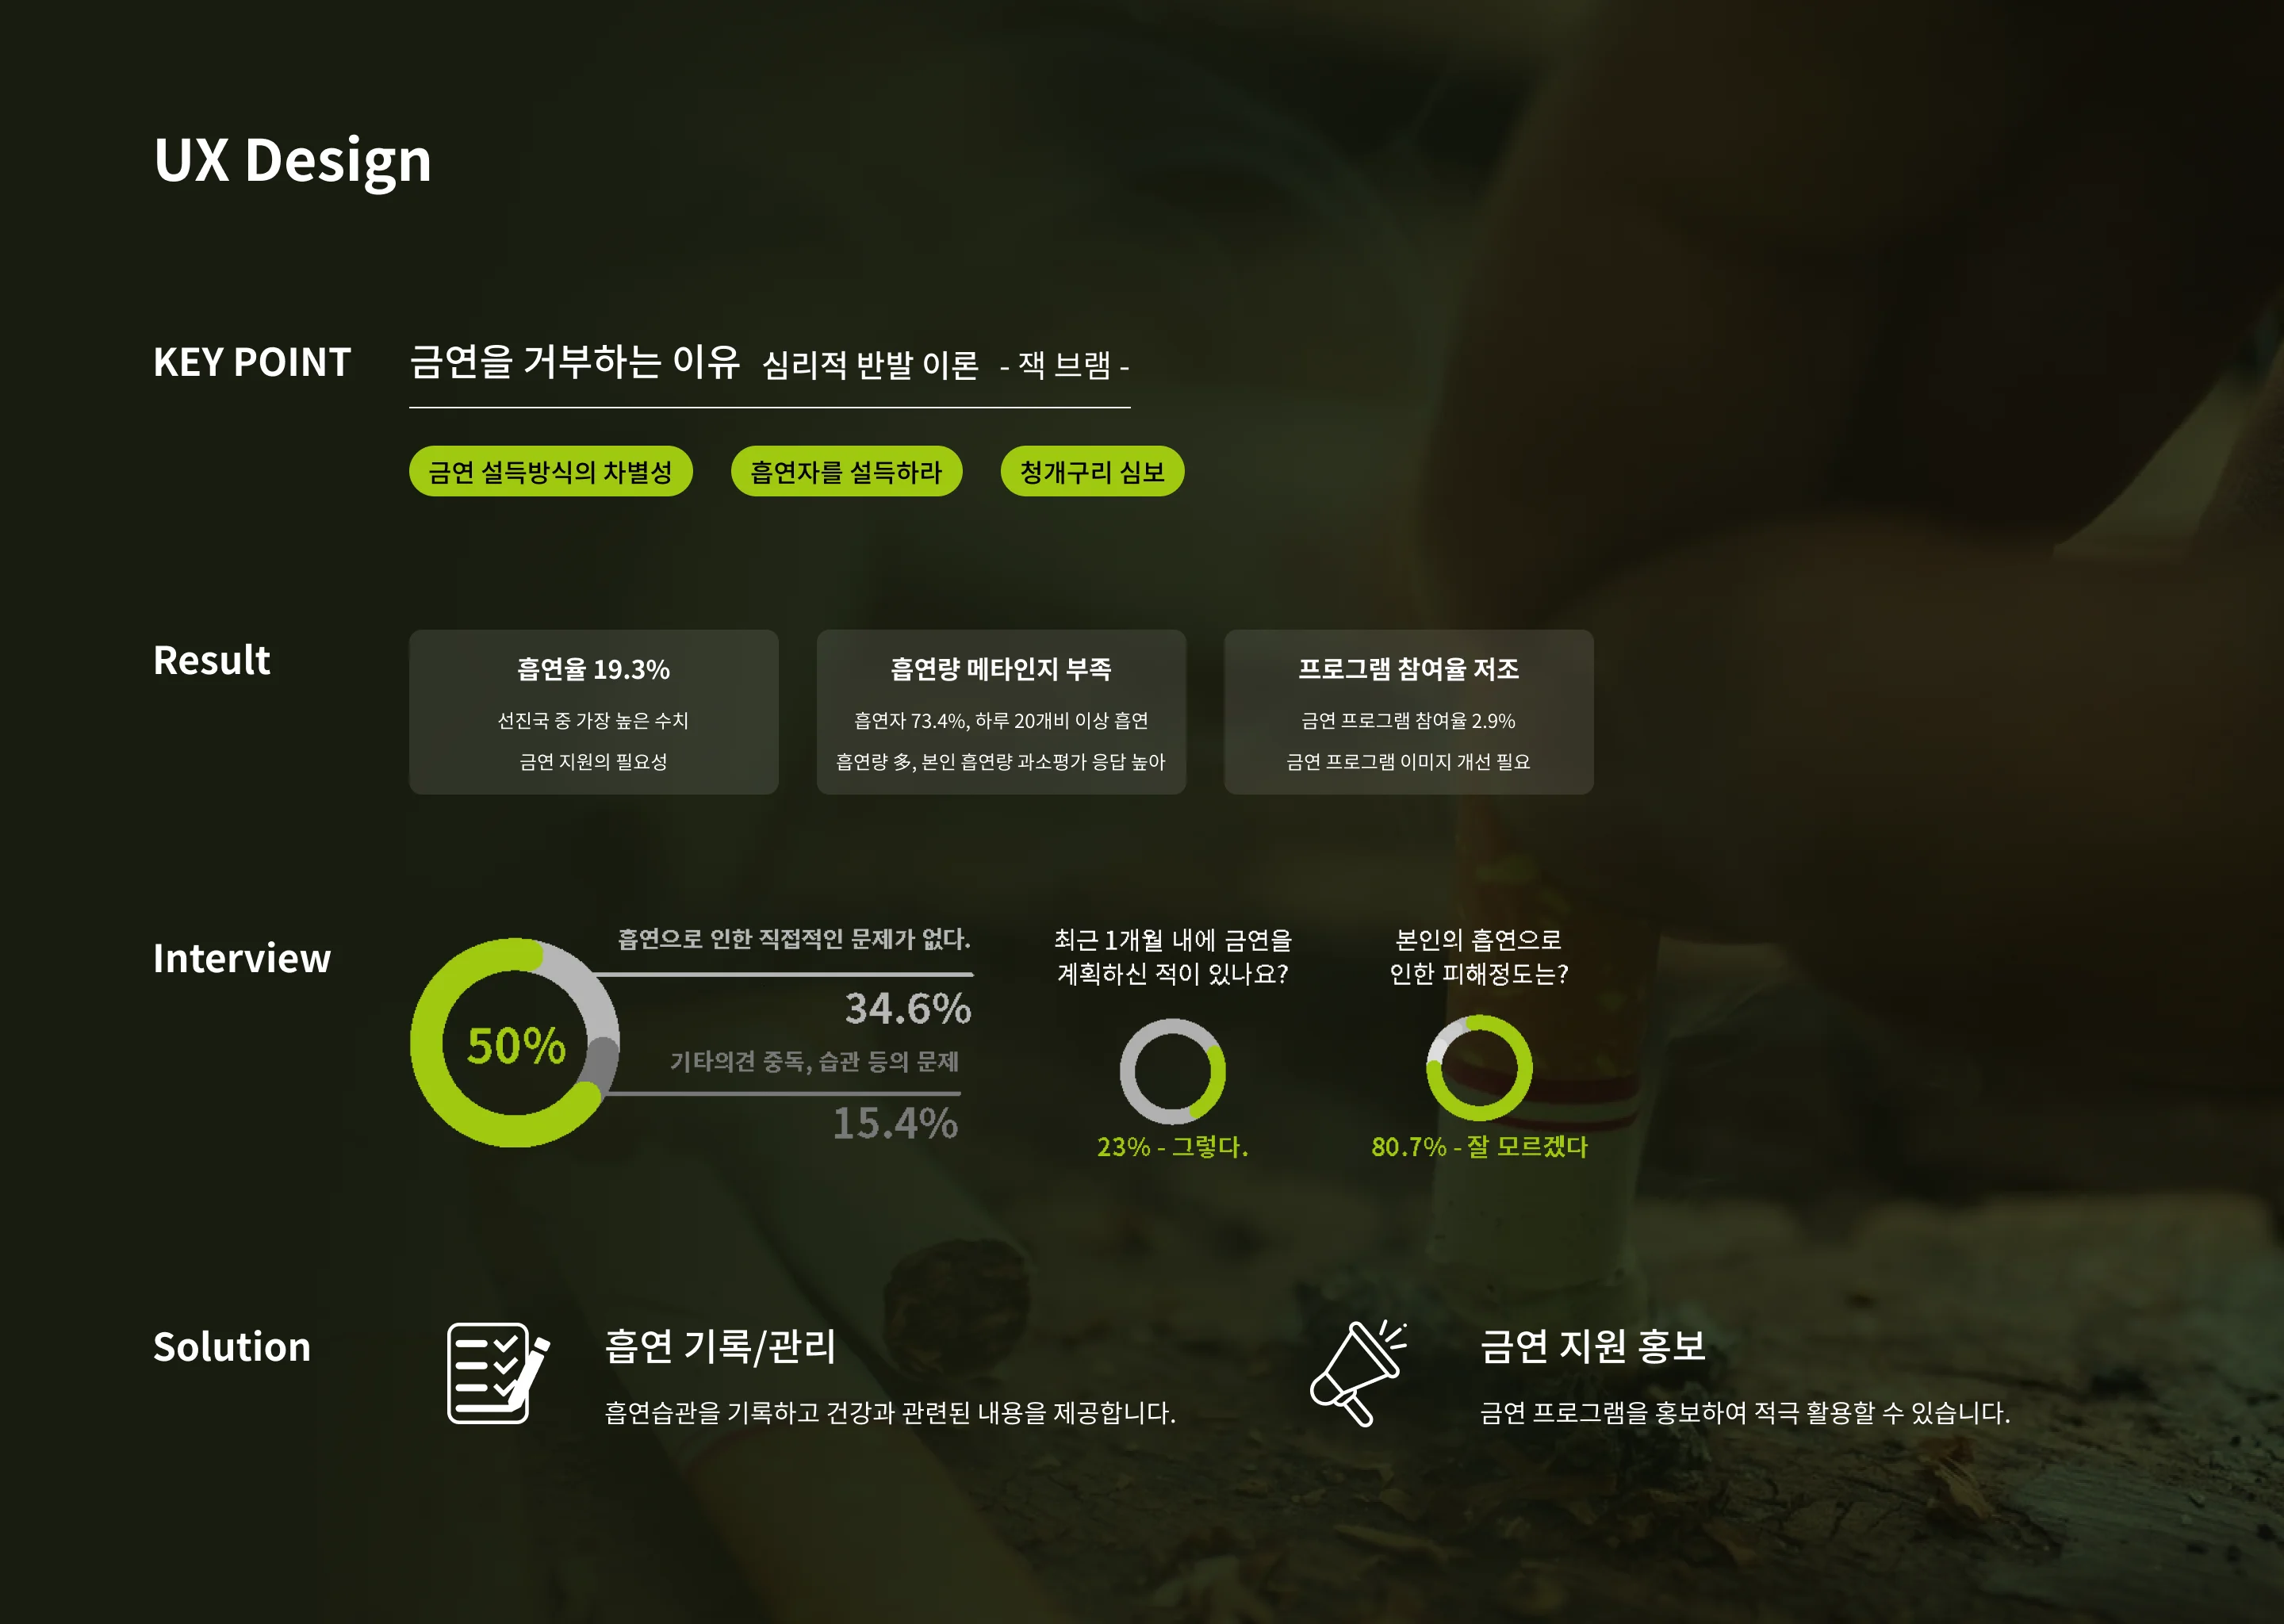 UX Design
KEY POINT
금연을 거부하는 이유 심리적 반발 이론 - 잭 브램 -
금연 설득방식의 차별성
흡연자를 설득하라
청개구리 심보
Result
흡연율 19.3%
선진국 중 가장 높은 수치
금연 지원의 필요성
흡연량 메타인지 부족
흡연자 73.4%, 하루 20개비 이상 흡연
흡연량 多, 본인 흡연량 과소평가 응답 높아
프로그램 참여율 저조
금연 프로그램 참여율 2.9%
금연 프로그램 이미지 개선 필요
Interview
50%
흡연으로 인한 직접적인 문제가 없다.
34.6%
기타의견 중독, 습관 등의 문제
15.4%
최근 1개월 내에 금연을
계획하신 적이 있나요?
23% - 그렇다.
본인의 흡연으로
인한 피해정도는?
80.7% - 잘 모르겠다
Solution
흡연 기록/관리
흡연습관을 기록하고 건강과 관련된 내용을 제공합니다.
금연 지원 홍보
금연 프로그램을 홍보하여 적극 활용할 수 있습니다.